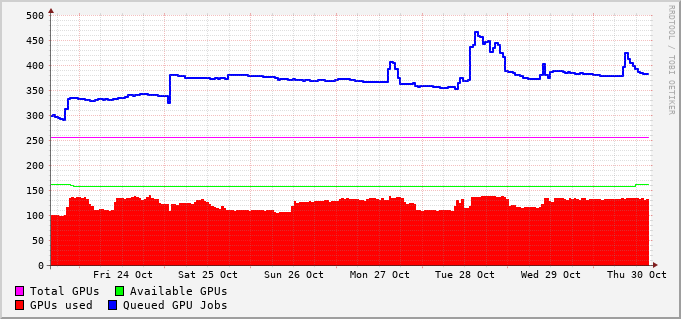 500
450
400
350
300
250
200
150
100
50
0
Fri 24 Oct Sat 25 Oct Sun 26 Oct Mon 27 Oct Tue 28 Oct Wed 29 Oct Thu 30 Oct
Total GPUs Available GPUs
GPUs used Queued GPU Jobs
RRDTOOL / TOBI OETIKER